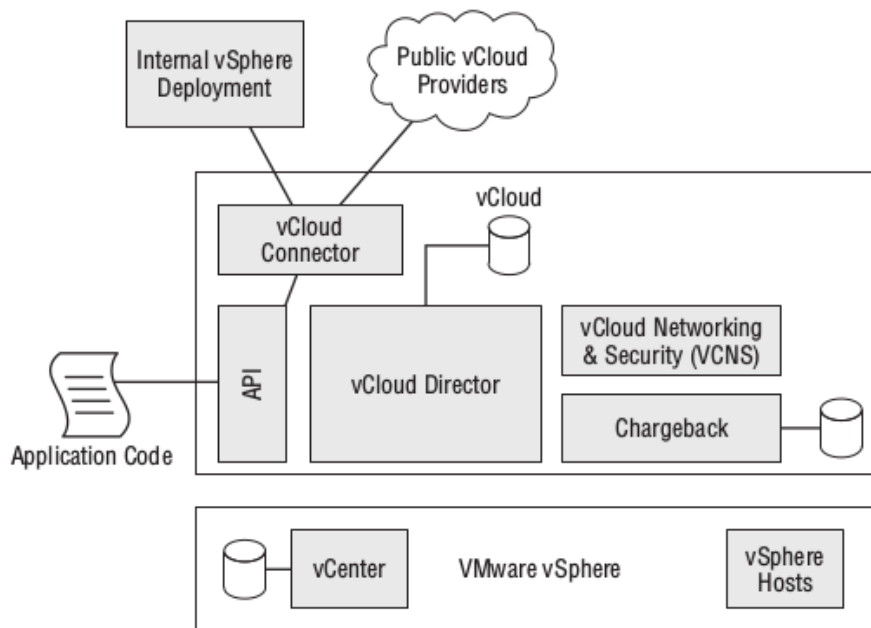 Internal vSphere
Deployment
Public vCloud
Providers
vCloud
vCloud
Connector
API
vCloud Director
vCloud Networking
& Security (VCNS)
Chargeback
Application Code
vCenter
VMware vSphere
vSphere
Hosts